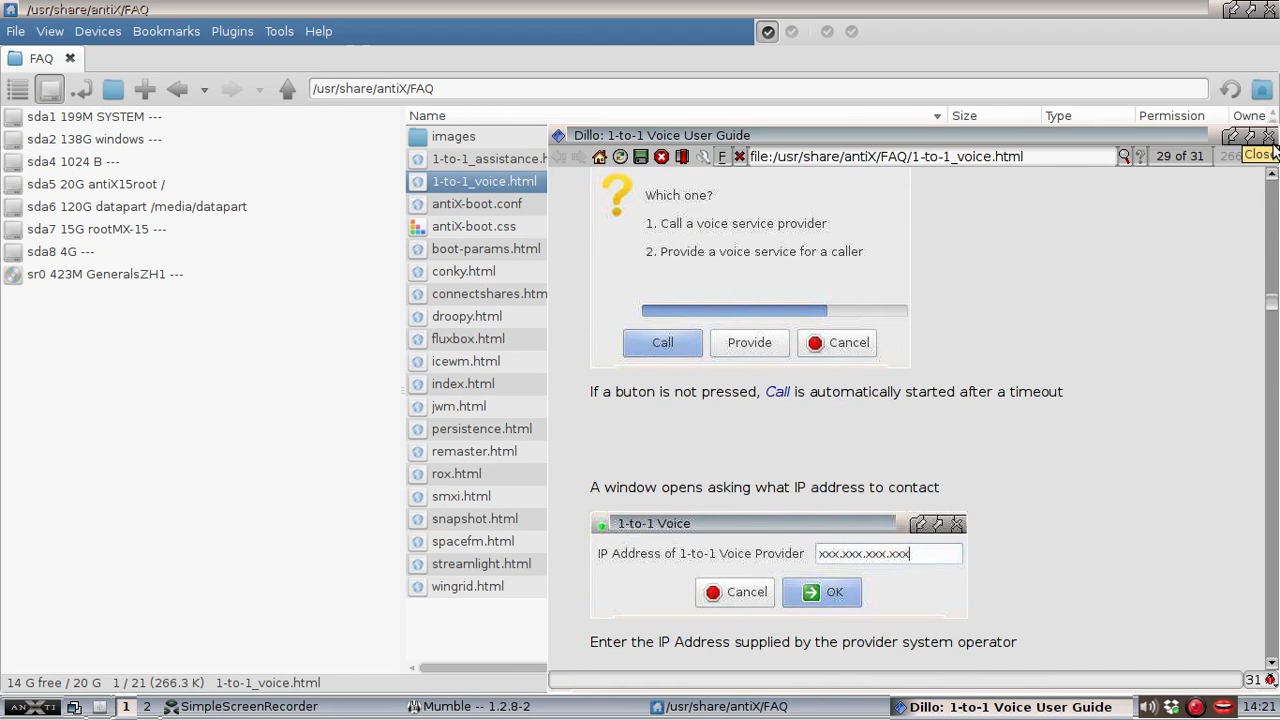 /usr/share/antiX/FAQ
File View Devices Bookmarks Plugins Tools Help
FAQ
/usr/share/antiX/FAQ
sda1 199M SYSTEM ---
sda2 138G windows ---
sda4 1024 B ---
sda5 20G antiX15root /
sda6 120G datapart /media/datapart
sda7 15G rootMX-15 ---
sda8 4G ---
sr0 423M GeneralsZH1 ---
Name Size Type Permission Owne
images
1-to-1_assistance.h
1-to-1_voice.html
antiX-boot.conf
antiX-boot.css
boot-params.html
conky.html
connectshares.htm
droopy.html
fluxbox.html
icewm.html
index.html
jwm.html
persistence.html
remaster.html
rox.html
smxi.html
snapshot.html
spacefm.html
streamlight.html
wingrid.html
Dillo: 1-to-1 Voice User Guide
F file:/usr/share/antiX/FAQ/1-to-1_voice.html ? 29 of 31 266
Close
Which one?
1. Call a voice service provider
2. Provide a voice service for a caller
Call Provide Cancel
If a buton is not pressed, Call is automatically started after a timeout
A window opens asking what IP address to contact
1-to-1 Voice
IP Address of 1-to-1 Voice Provider xxx.xxx.xxx.xxx
Cancel OK
Enter the IP Address supplied by the provider system operator
31
14 G free / 20 G 1 / 21 (266.3 K) 1-to-1_voice.html
ANXTI 1 2 SimpleScreenRecorder Mumble -- 1.2.8-2 /usr/share/antiX/FAQ Dillo: 1-to-1 Voice User Guide 14:21